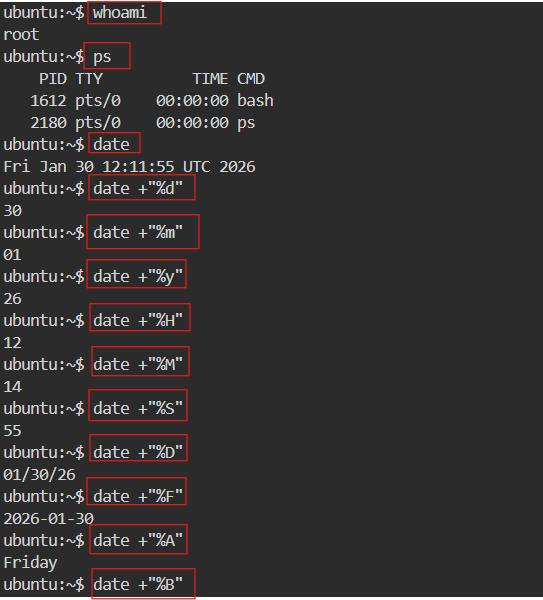 ubuntu:~$ whoami
root
ubuntu:~$ ps
    PID TTY          TIME CMD
   1612 pts/0    00:00:00 bash
   2180 pts/0    00:00:00 ps
ubuntu:~$ date
Fri Jan 30 12:11:55 UTC 2026
ubuntu:~$ date +"%d"
30
ubuntu:~$ date +"%m"
01
ubuntu:~$ date +"%y"
26
ubuntu:~$ date +"%H"
12
ubuntu:~$ date +"%M"
14
ubuntu:~$ date +"%S"
55
ubuntu:~$ date +"%D"
01/30/26
ubuntu:~$ date +"%F"
2026-01-30
ubuntu:~$ date +"%A"
Friday
ubuntu:~$ date +"%B"